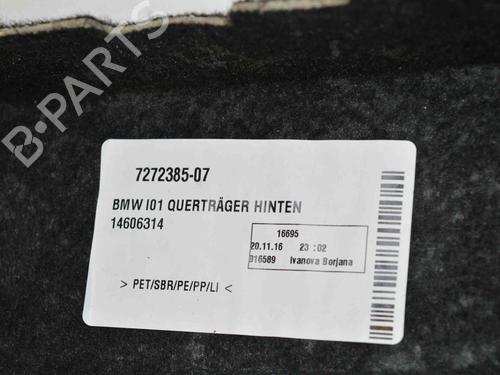 B-PARTS
7272385-07
BMW I01 QUERTRÄGER HINTEN
14606314
16695
20.11.16 23:02
316589 Ivanova Borjana
> PET/SBR/PE/PP/LI <